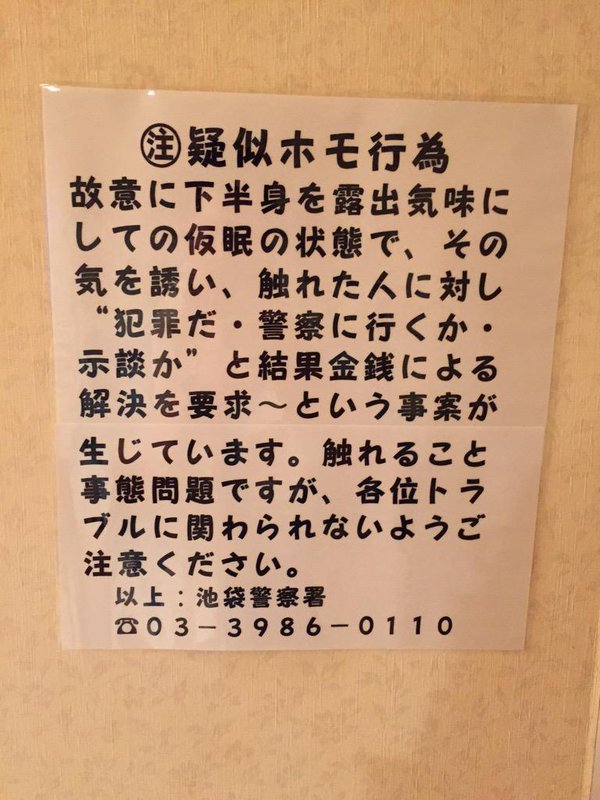 ㊟疑似ホモ行為
故意に下半身を露出気味に
しての仮眠の状態で、その
気を誘い、触れた人に対し
“犯罪だ・警察に行くか・
示談か”と結果金銭による
解決を要求～という事案が
生じています。触れること
事態問題ですが、各位トラ
ブルに関わられないようご
注意ください。
以上：池袋警察署
☎０３－３９８６－０１１０